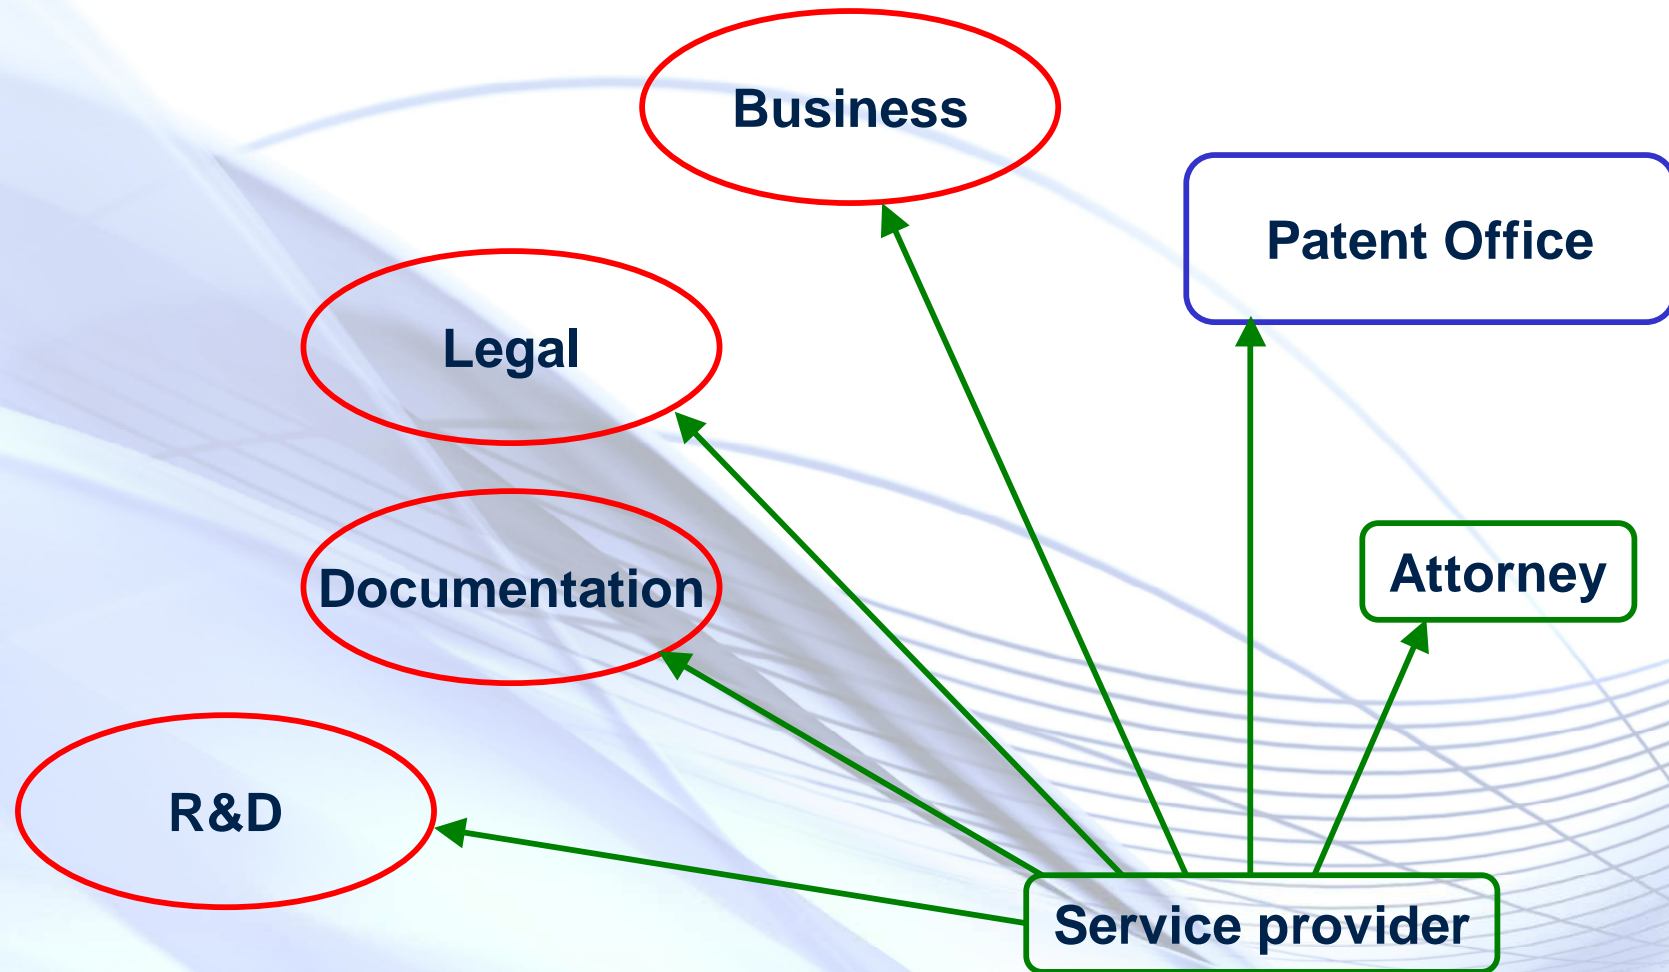 Business
Patent Office
Legal
Attorney
Documentation
R&D
Service provider